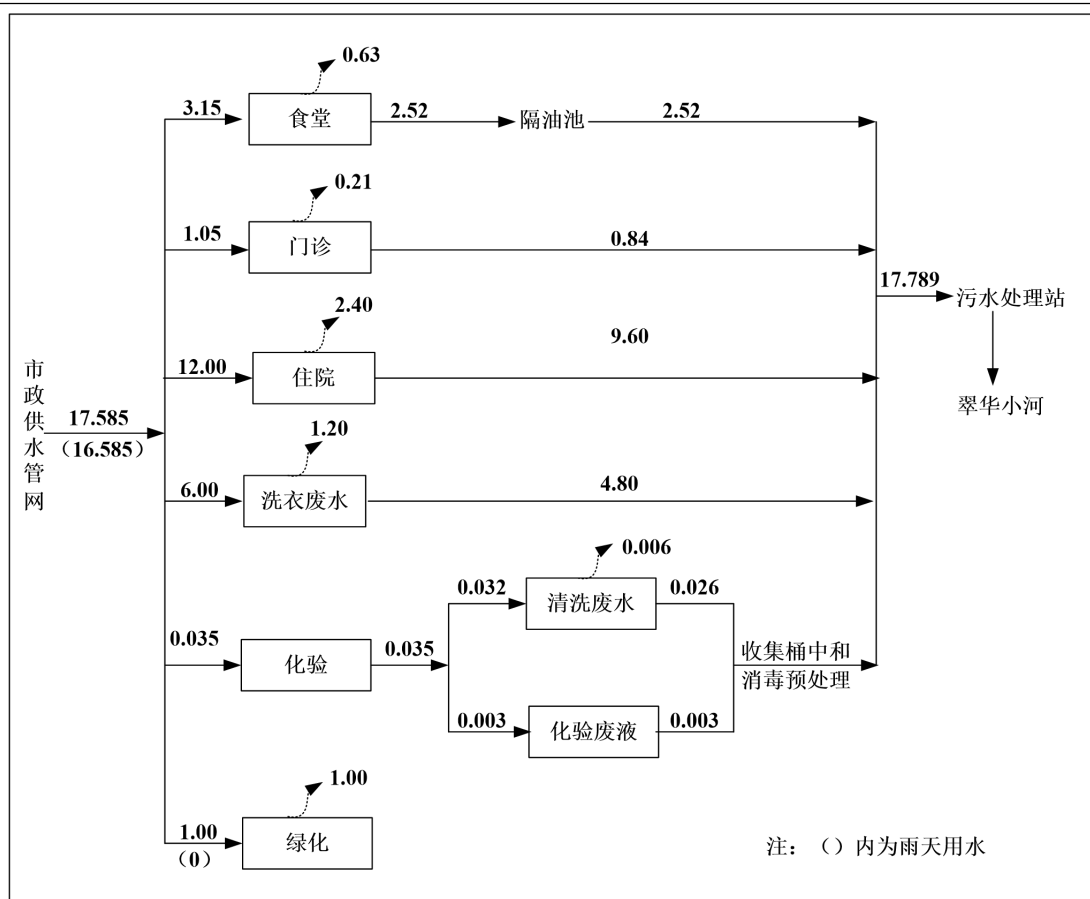 0.63
3.15
食堂
2.52
隔油池
2.52
0.21
1.05
门诊
0.84
17.789
污水处理站
翠华小河
2.40
12.00
住院
9.60
市政供水管网
17.585
（16.585）
1.20
6.00
洗衣废水
4.80
0.006
0.032
清洗废水
0.026
0.035
化验
0.035
收集桶中和
消毒预处理
0.003
化验废液
0.003
1.00
1.00
（0）
绿化
注：（）内为雨天用水